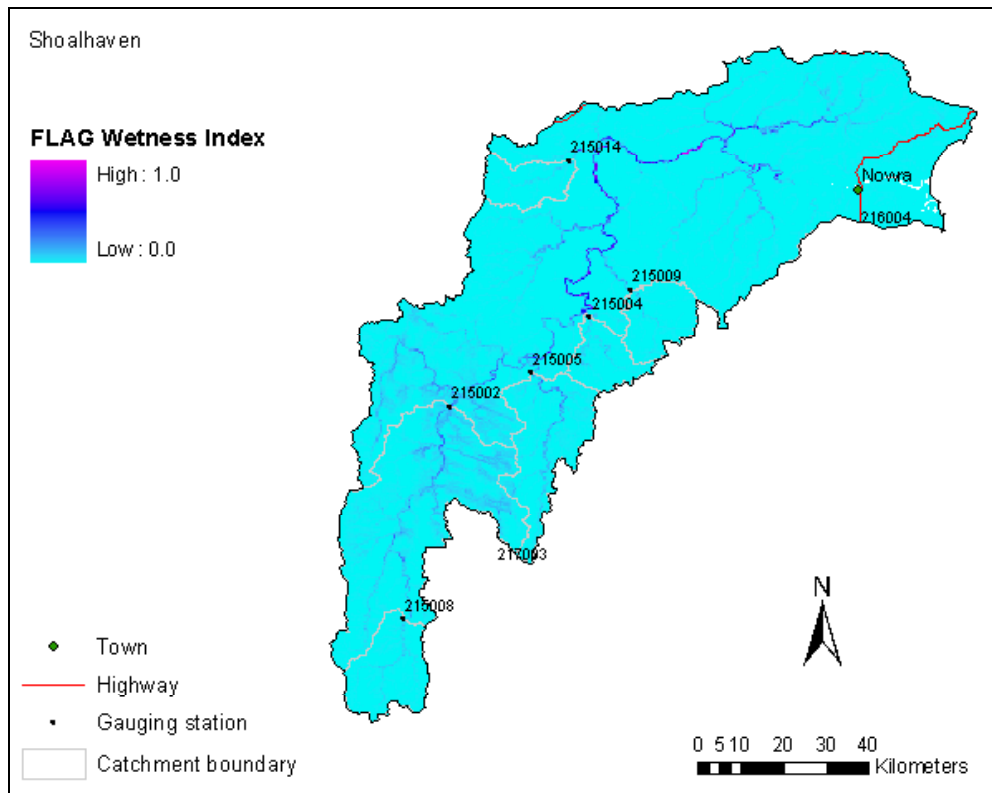 Shoalhaven
FLAG Wetness Index
High : 1.0
Low : 0.0
215014
Nowra
216004
215009
215004
215005
215002
217003
215008
N
Town
Highway
Gauging station
Catchment boundary
0 5 10 20 30 40
Kilometers